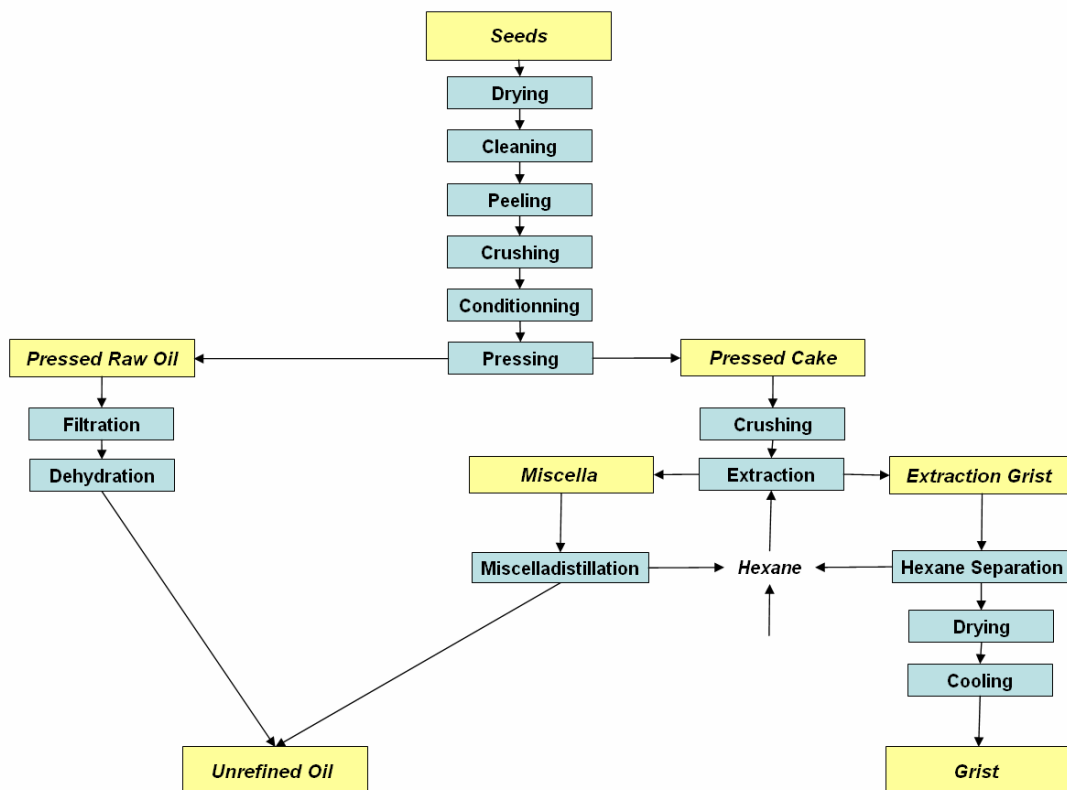 Seeds
Drying
Cleaning
Peeling
Crushing
Conditionning
Pressed Raw Oil
Pressing
Pressed Cake
Filtration
Crushing
Dehydration
Miscella
Extraction
Extraction Grist
Miscelladistillation
Hexane
Hexane Separation
Drying
Cooling
Unrefined Oil
Grist